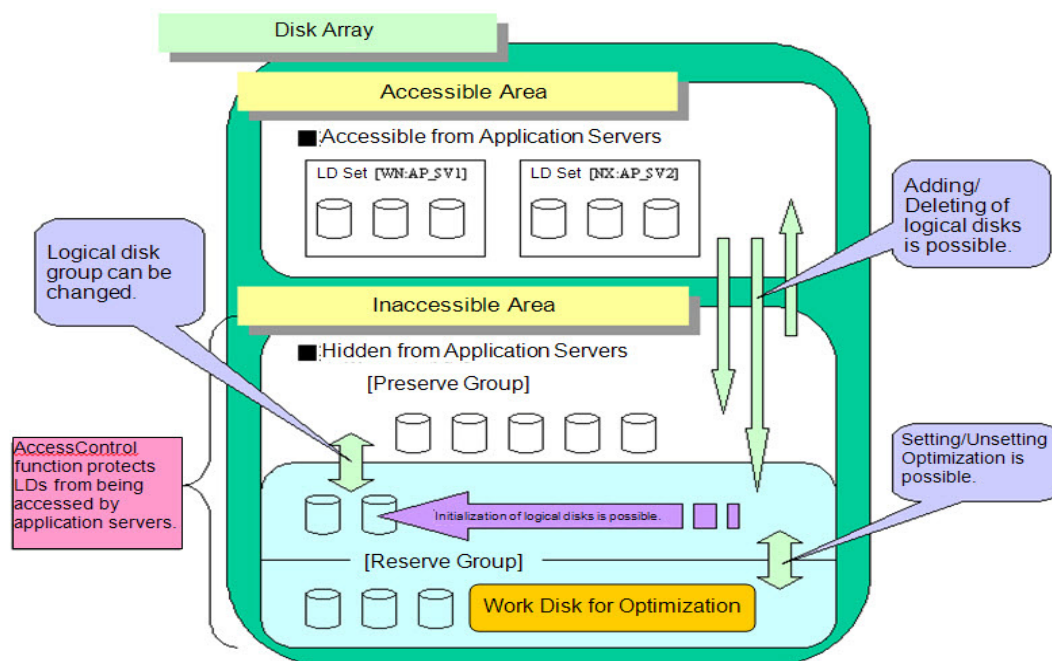 Disk Array
Accessible Area
■:Accessible from Application Servers
LD Set [WN:AP_SV1]
LD Set [NX:AP_SV2]
Adding/
Deleting of
logical disks
is possible.
Logical disk
group can be
changed.
Inaccessible Area
■:Hidden from Application Servers
[Preserve Group]
AccessControl
function protects
LDs from being
accessed by
application servers.
Setting/Unsetting
Optimization is
possible.
Initialization of logical disks is possible.
[Reserve Group]
Work Disk for Optimization